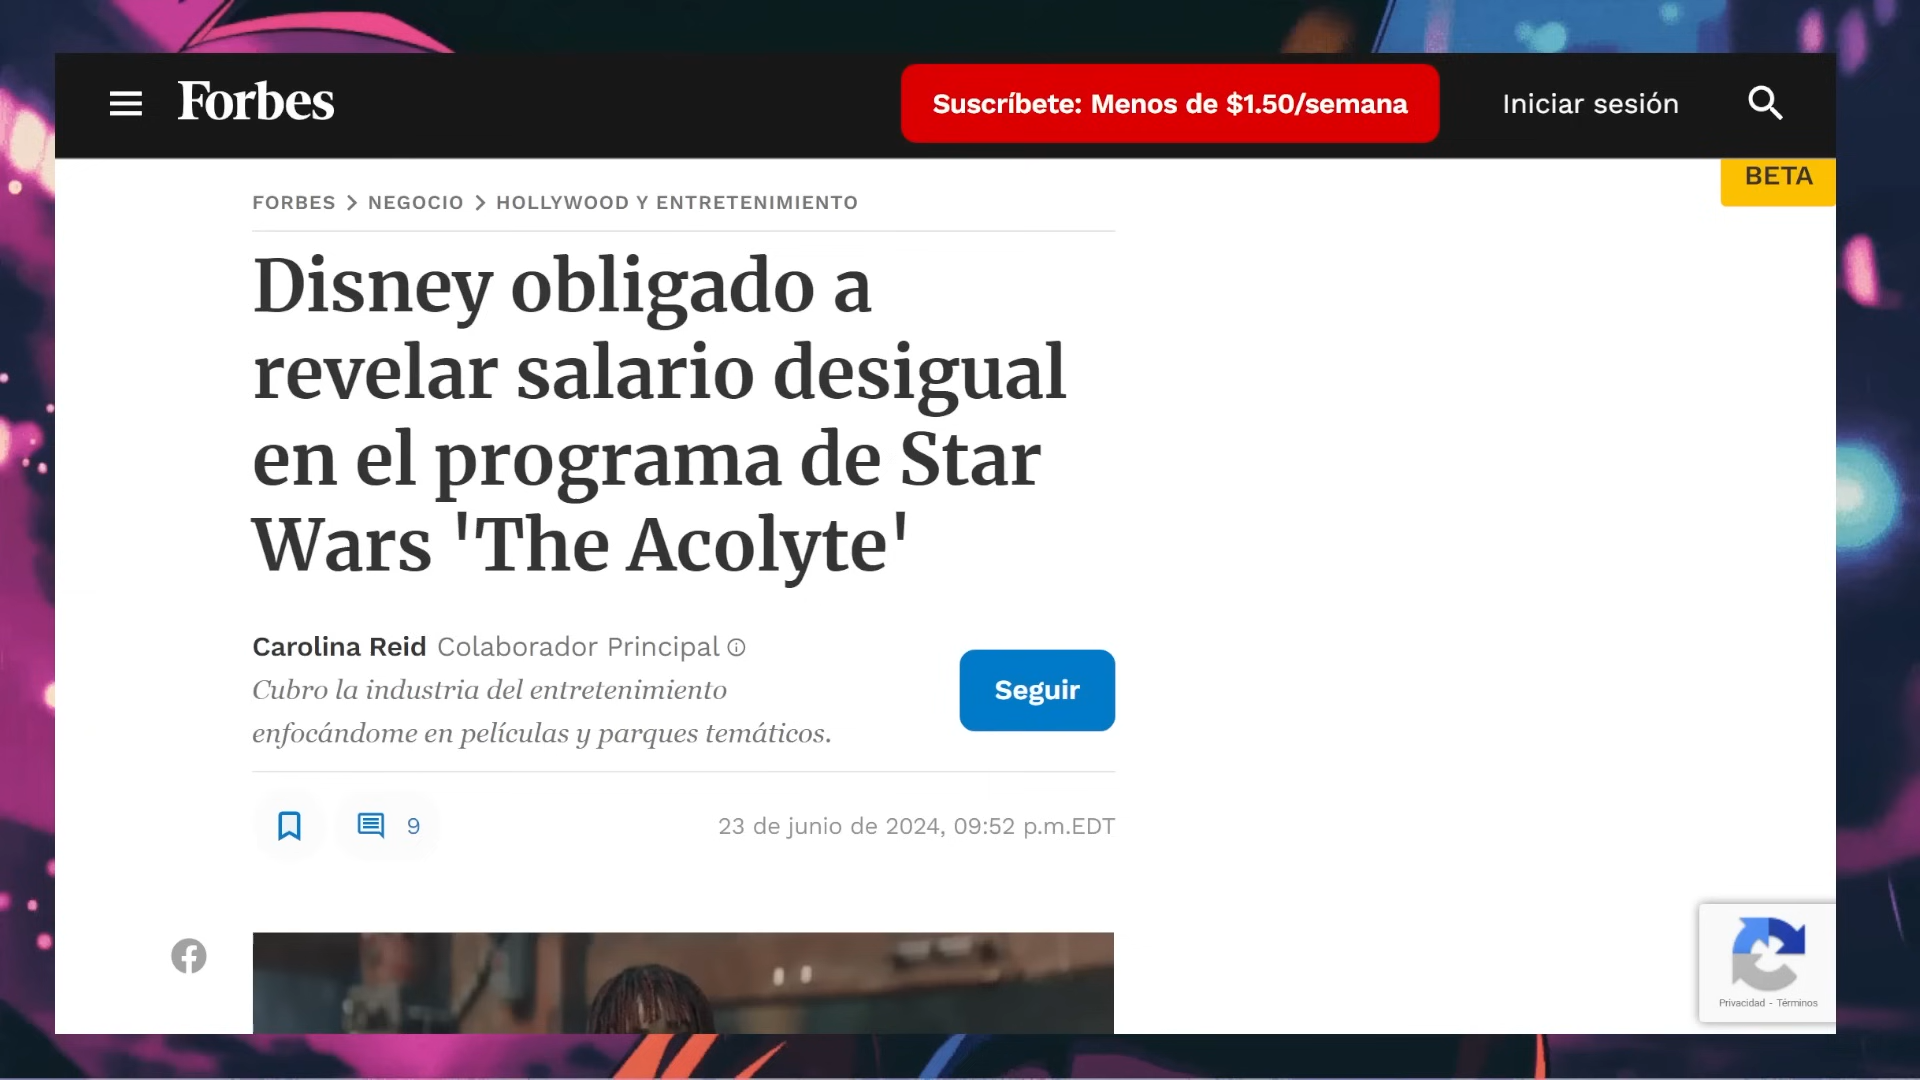 Forbes
Suscríbete: Menos de $1.50/semana
Iniciar sesión
BETA
FORBES > NEGOCIO > HOLLYWOOD Y ENTRETENIMIENTO
Disney obligado a
revelar salario desigual
en el programa de Star
Wars 'The Acolyte'
Carolina Reid Colaborador Principal
Cubro la industria del entretenimiento
enfocándome en películas y parques temáticos.
Seguir
9
23 de junio de 2024, 09:52 p.m.EDT
Privacidad - Términos